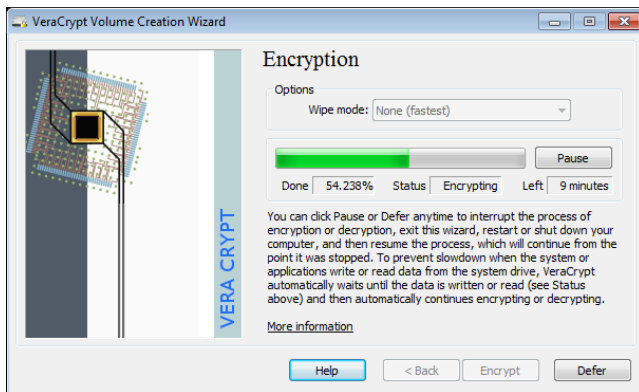 VeraCrypt Volume Creation Wizard
VERA CRYPT
Encryption
Options
Wipe mode: None (fastest)
Pause
Done 54.238% Status Encrypting Left 9 minutes
You can click Pause or Defer anytime to interrupt the process of
encryption or decryption, exit this wizard, restart or shut down your
computer, and then resume the process, which will continue from the
point it was stopped. To prevent slowdown when the system or
applications write or read data from the system drive, VeraCrypt
automatically waits until the data is written or read (see Status
above) and then automatically continues encrypting or decrypting.
More information
Help < Back Encrypt Defer